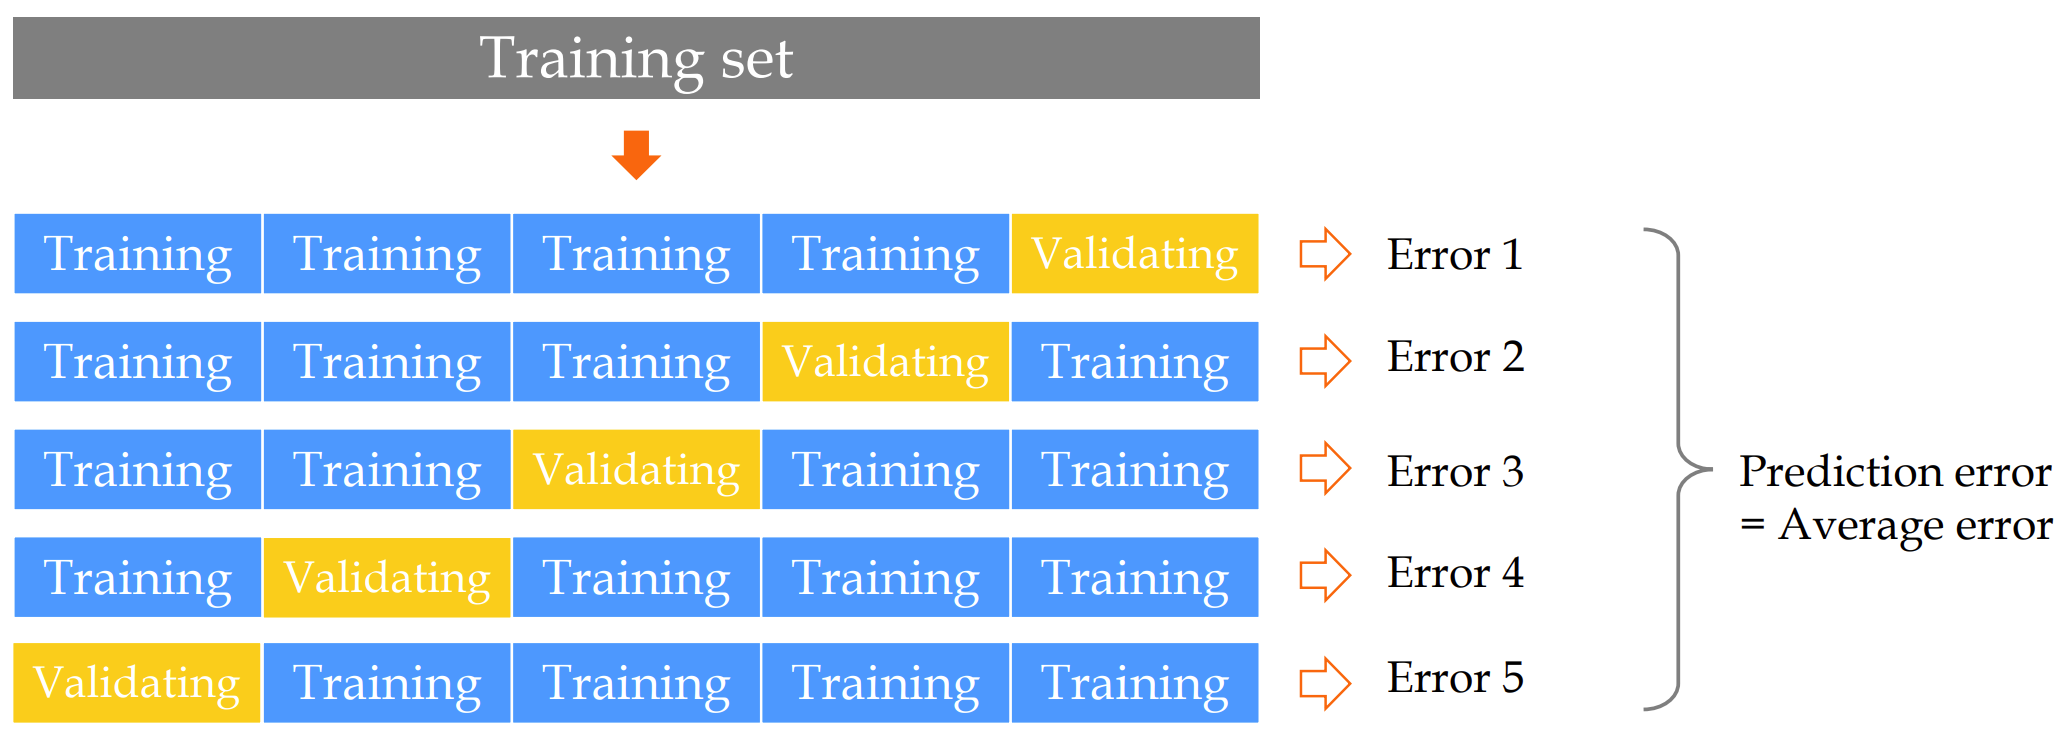 Training set
Training Training Training Training Validating Error 1
Training Training Training Validating Training Error 2
Training Training Validating Training Training Error 3
Prediction error
= Average error
Training Validating Training Training Training Error 4
Validating Training Training Training Training Error 5